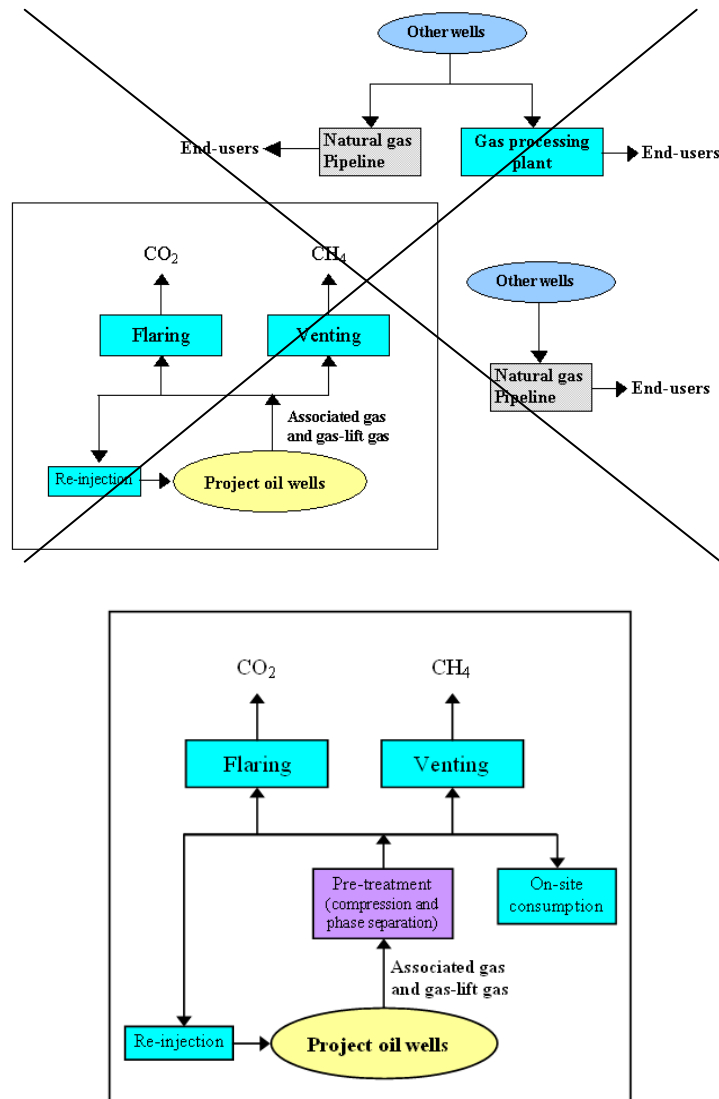 Other wells
Natural gas
Pipeline
Gas processing
plant
End-users
End-users
CO₂
CH₄
Flaring
Venting
Other wells
Natural gas
Pipeline
End-users
Associated gas
and gas-lift gas
Re-injection
Project oil wells
CO₂
CH₄
Flaring
Venting
Pre-treatment
(compression and
phase separation)
On-site
consumption
Associated gas
and gas-lift gas
Re-injection
Project oil wells